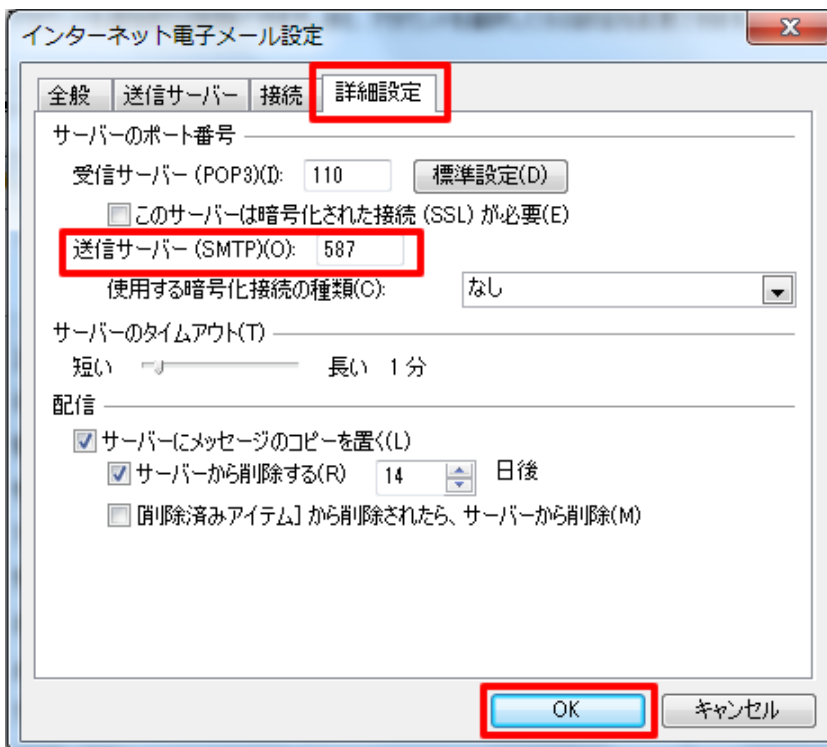 インターネット電子メール設定
全般 送信サーバー 接続 詳細設定
サーバーのポート番号
受信サーバー (POP3)(I): 110 標準設定(D)
このサーバーは暗号化された接続 (SSL) が必要(E)
送信サーバー (SMTP)(O): 587
使用する暗号化接続の種類(C): なし
サーバーのタイムアウト(T)
短い 長い 1 分
配信
サーバーにメッセージのコピーを置く(L)
サーバーから削除する(R) 14 日後
[削除済みアイテム] から削除されたら、サーバーから削除(M)
OK キャンセル